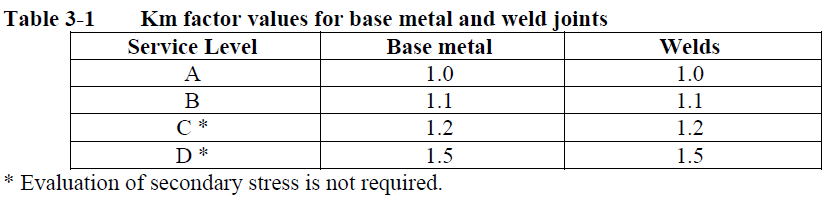 Table 3-1 Km factor values for base metal and weld joints
Service Level Base metal Welds
A 1.0 1.0
B 1.1 1.1
C * 1.2 1.2
D * 1.5 1.5
* Evaluation of secondary stress is not required.